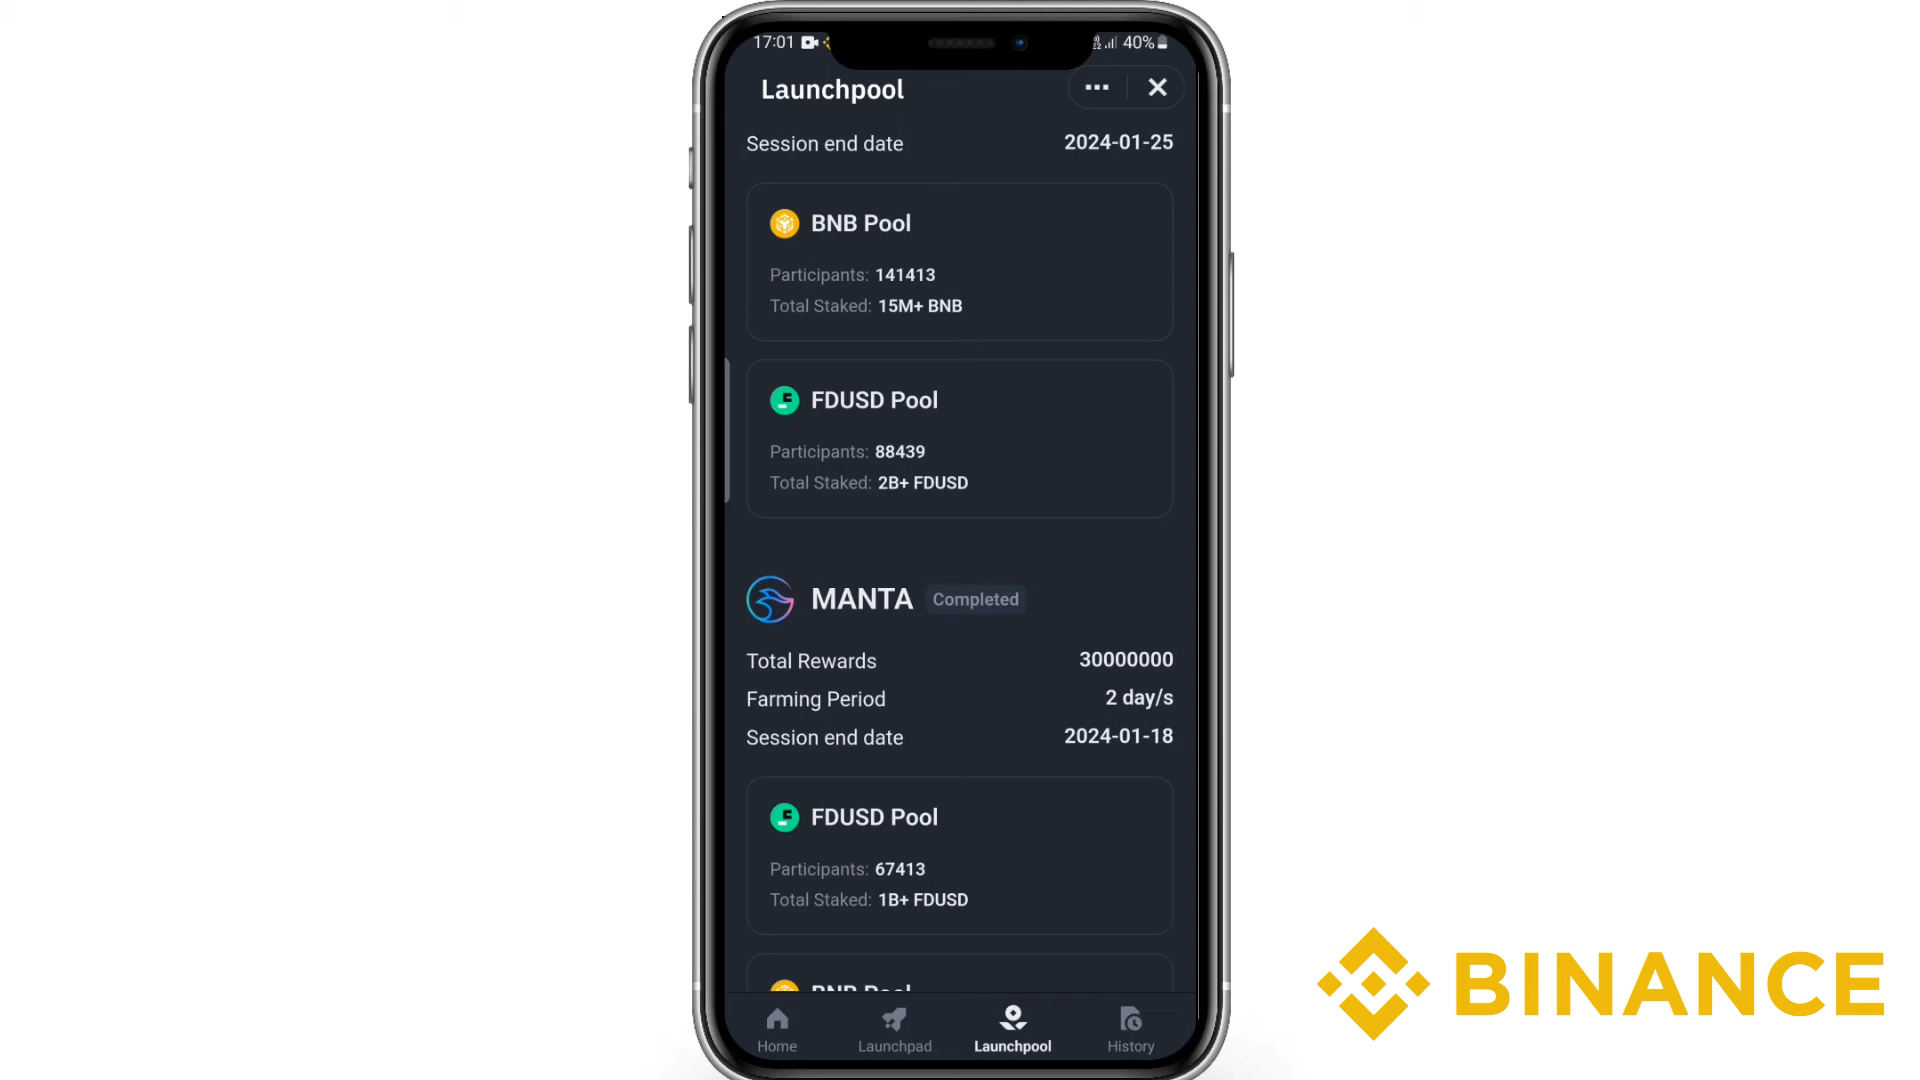 17:01 40%
Launchpool
Session end date 2024-01-25
BNB Pool
Participants: 141413
Total Staked: 15M+ BNB
FDUSD Pool
Participants: 88439
Total Staked: 2B+ FDUSD
MANTA Completed
Total Rewards 30000000
Farming Period 2 day/s
Session end date 2024-01-18
FDUSD Pool
Participants: 67413
Total Staked: 1B+ FDUSD
BNB Pool
Home Launchpad Launchpool History
BINANCE